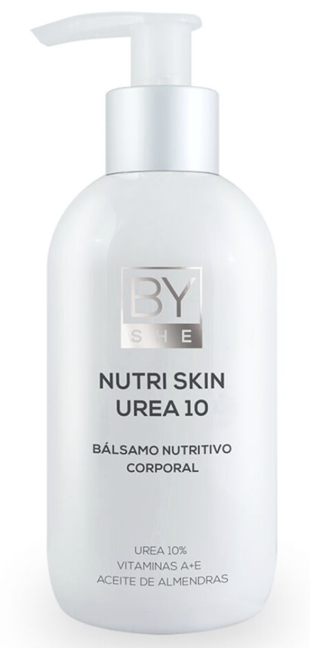 BY
SHE
NUTRI SKIN
UREA 10
BÁLSAMO NUTRITIVO
CORPORAL
UREA 10%
VITAMINAS A+E
ACEITE DE ALMENDRAS